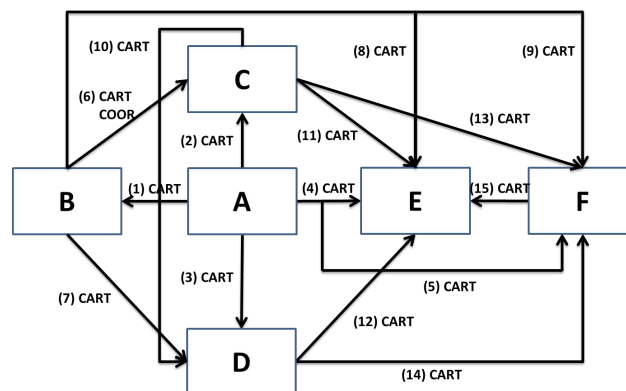 (10) CART
(8) CART
(9) CART
C
(6) CART
COOR
(13) CART
(11) CART
(2) CART
B
(1) CART
A
(4) CART
E
(15) CART
F
(3) CART
(5) CART
(7) CART
(12) CART
D
(14) CART